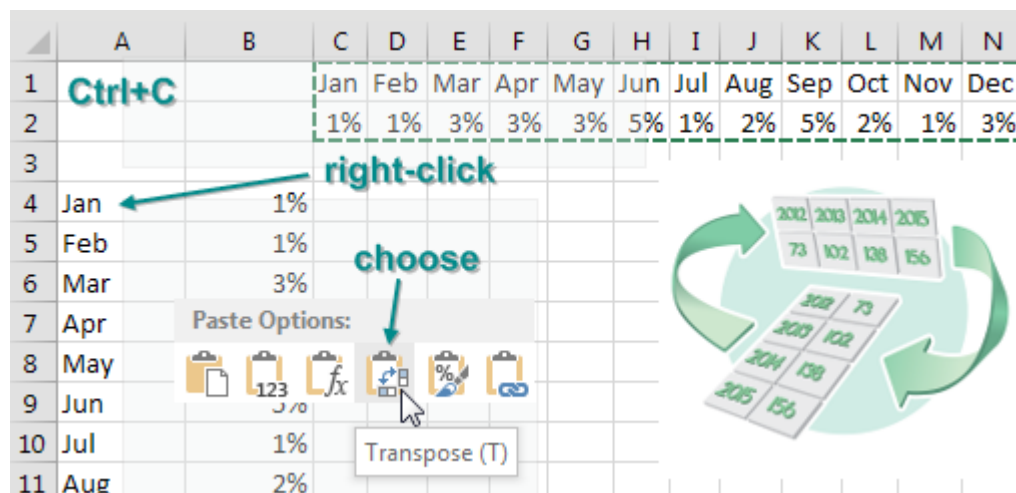 A B C D E F G H I J K L M N
1 Ctrl+C Jan Feb Mar Apr May Jun Jul Aug Sep Oct Nov Dec
2 1% 1% 3% 3% 3% 5% 1% 2% 5% 2% 1% 3%
3 right-click
4 Jan 1%
5 Feb 1%
choose
6 Mar 3%
7 Apr Paste Options:
8 May
123 fx %
9 Jun
10 Jul 1%
Transpose (T)
11 Aug 2%
2012 2013 2014 2015
73 102 138 156
2012 73
2013 102
2014 138
2015 156